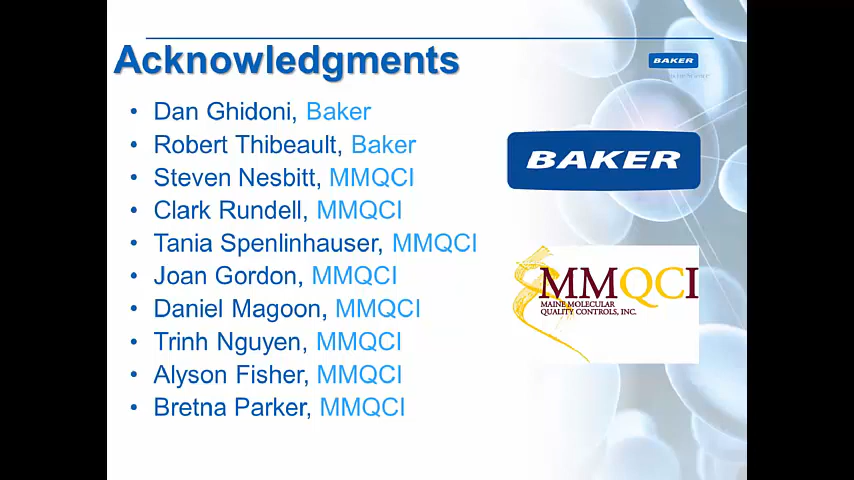 Acknowledgments
BAKER
• Dan Ghidoni, Baker
• Robert Thibeault, Baker
• Steven Nesbitt, MMQCI
• Clark Rundell, MMQCI
• Tania Spenlinhauser, MMQCI
• Joan Gordon, MMQCI
• Daniel Magoon, MMQCI
• Trinh Nguyen, MMQCI
• Alyson Fisher, MMQCI
• Bretna Parker, MMQCI
BAKER
MMQCI
MAINE MOLECULAR
QUALITY CONTROLS, INC.